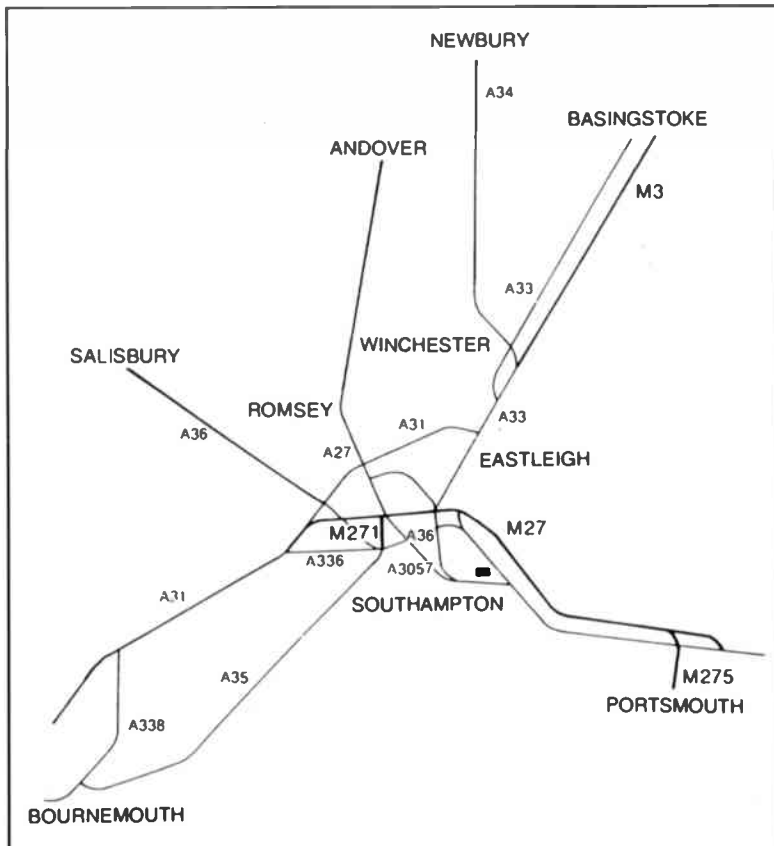 NEWBURY
A34
BASINGSTOKE
ANDOVER
M3
A33
WINCHESTER
SALISBURY
ROMSEY
A31
A33
A36
A27
EASTLEIGH
M27
M271
A36
A336
A3057
SOUTHAMPTON
A31
A35
M275
PORTSMOUTH
A338
BOURNEMOUTH